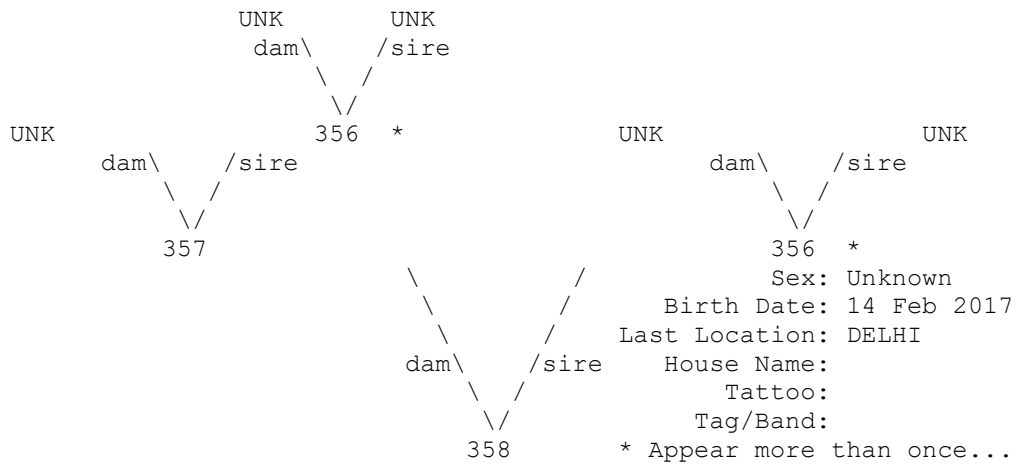 UNK UNK
dam\ /sire
\ /
\/
UNK 356 * UNK UNK
dam\ /sire dam\ /sire
\ / \ /
\/ \/
357 356 *
\ / Sex: Unknown
\ / Birth Date: 14 Feb 2017
\ / Last Location: DELHI
dam\ /sire House Name:
\ / Tattoo:
\/ Tag/Band:
358 * Appear more than once...